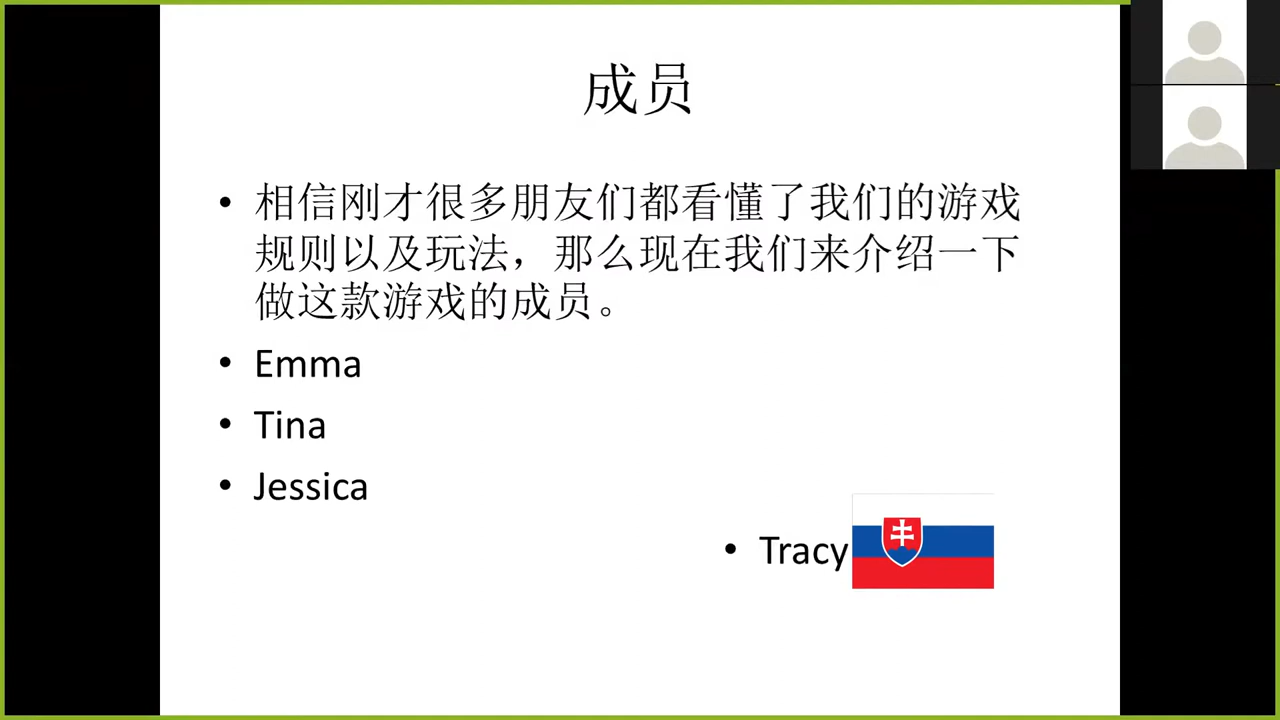 成员
• 相信刚才很多朋友们都看懂了我们的游戏
规则以及玩法，那么现在我们来介绍一下
做这款游戏的成员。
• Emma
• Tina
• Jessica
• Tracy